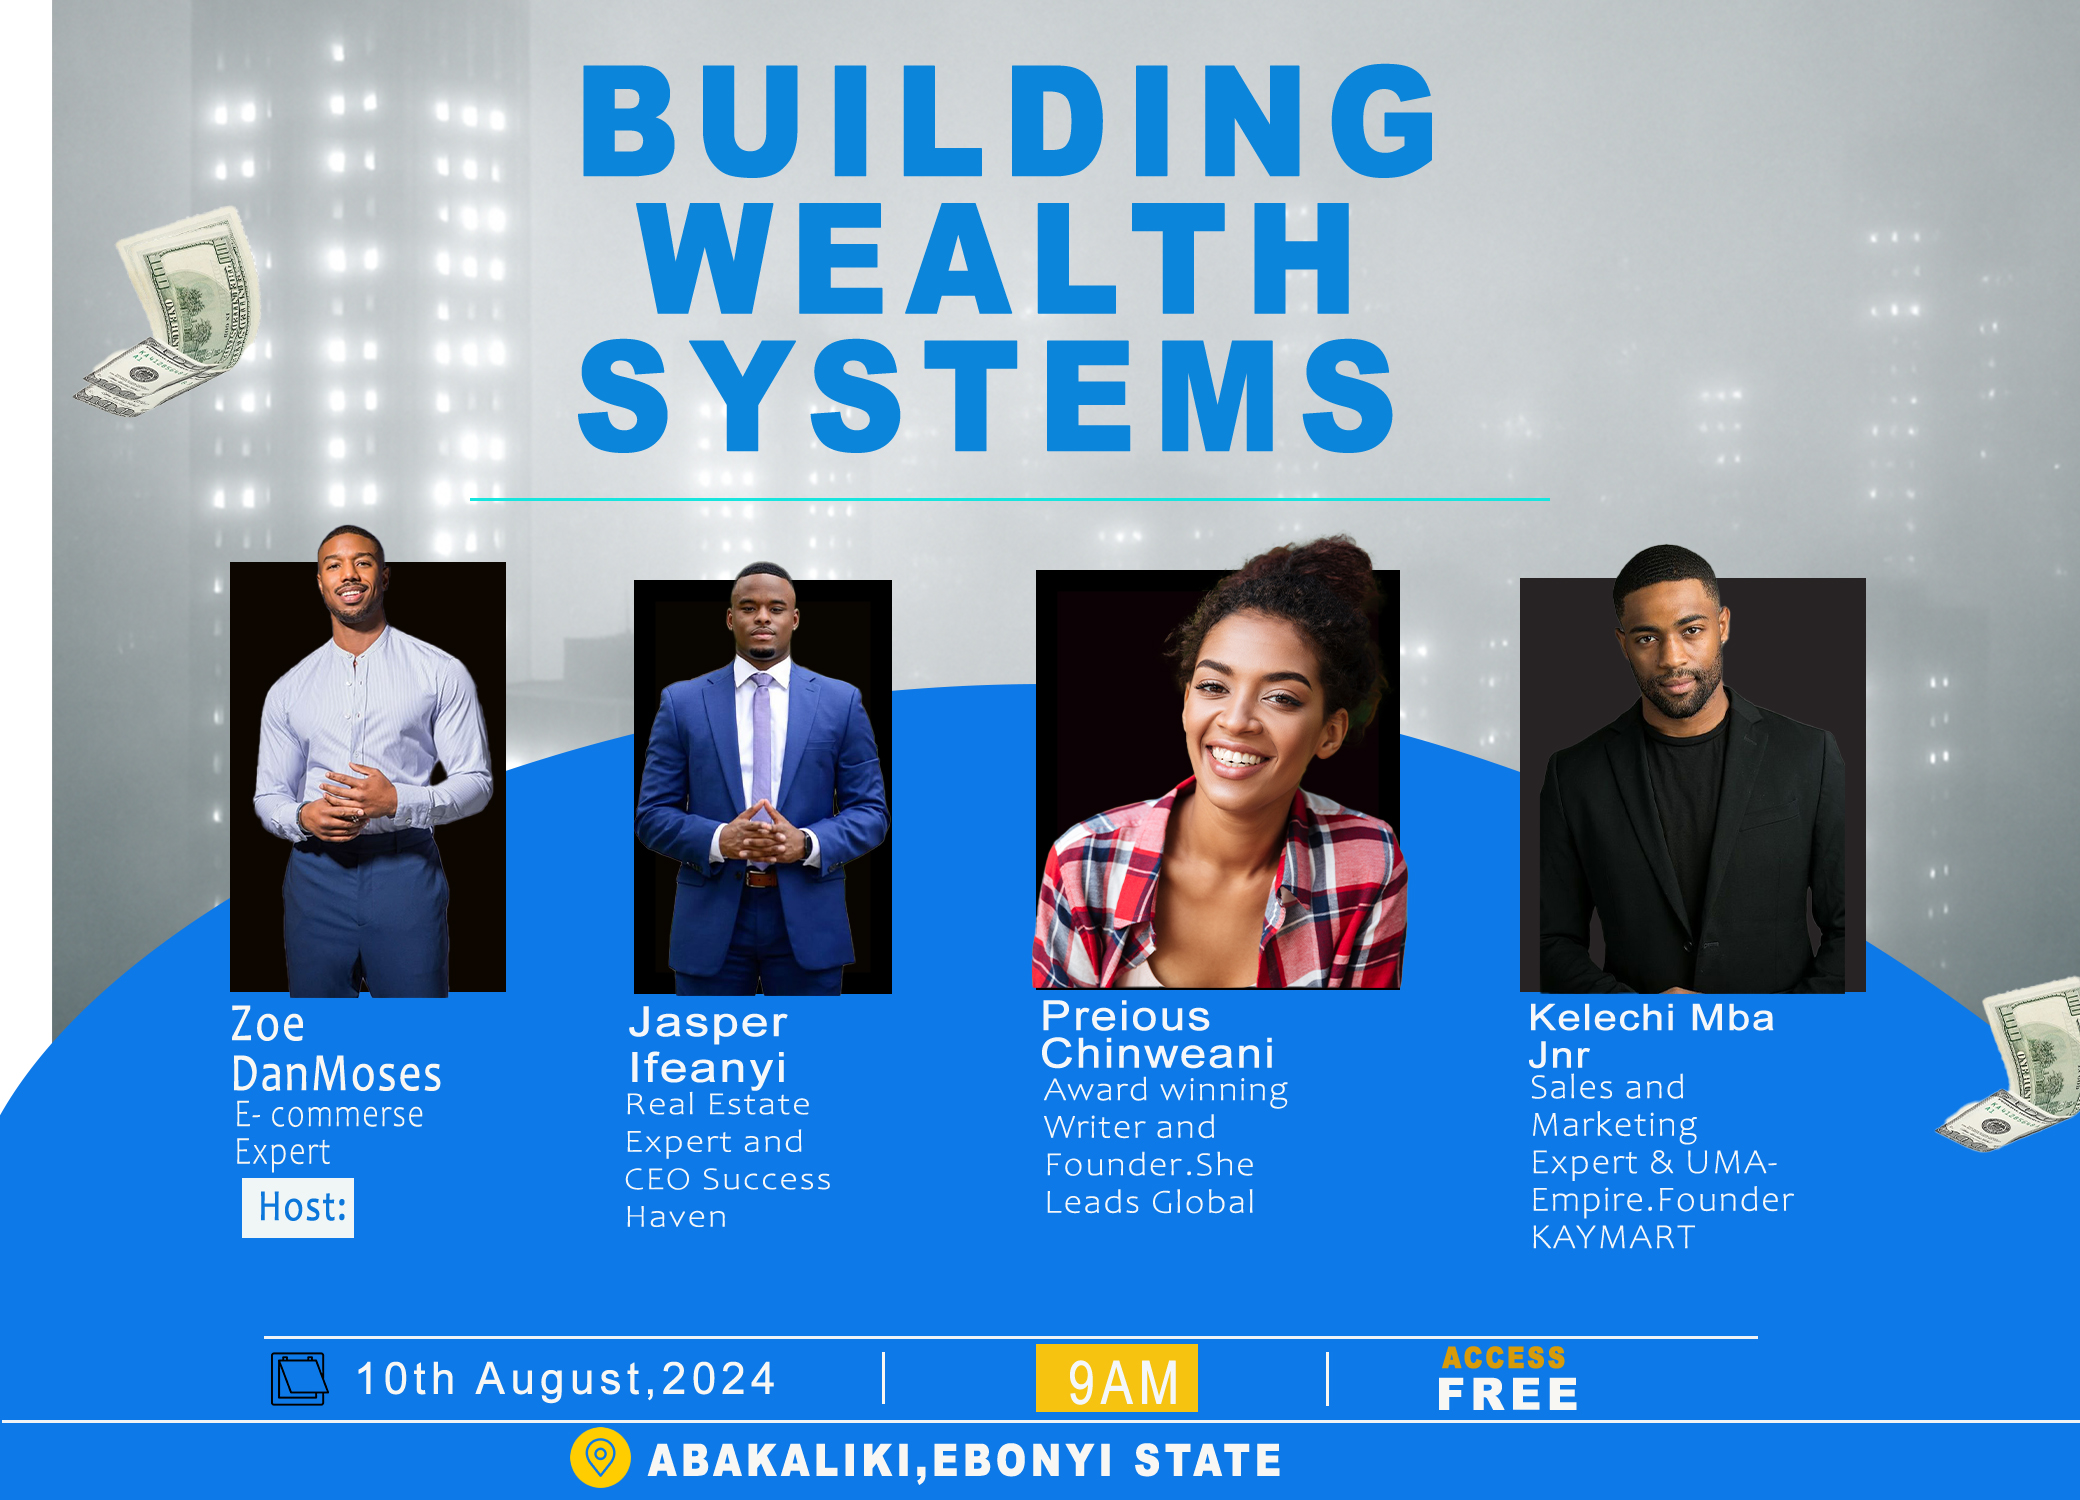 BUILDING
WEALTH
SYSTEMS
Zoe
DanMoses
E- commerse
Expert
Host:
Jasper
Ifeanyi
Real Estate
Expert and
CEO Success
Haven
Preious
Chinweani
Award winning
Writer and
Founder.She
Leads Global
Kelechi Mba
Jnr
Sales and
Marketing
Expert & UMA-
Empire.Founder
KAYMART
10th August,2024
9AM
ACCESS
FREE
ABAKALIKI,EBONYI STATE